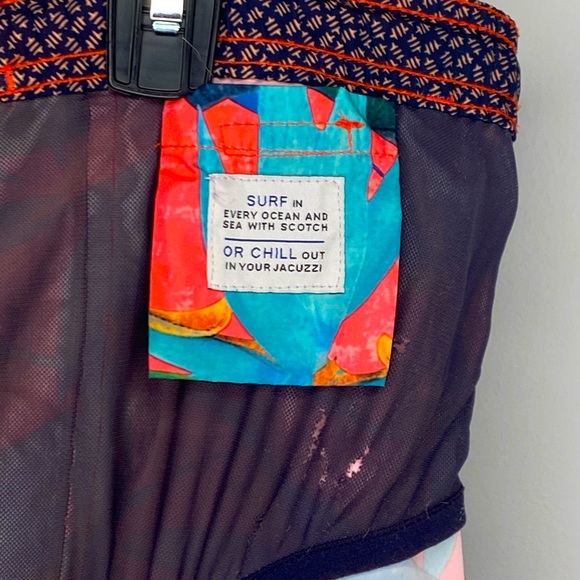 SURF IN
EVERY OCEAN AND
SEA WITH SCOTCH
OR CHILL OUT
IN YOUR JACUZZI